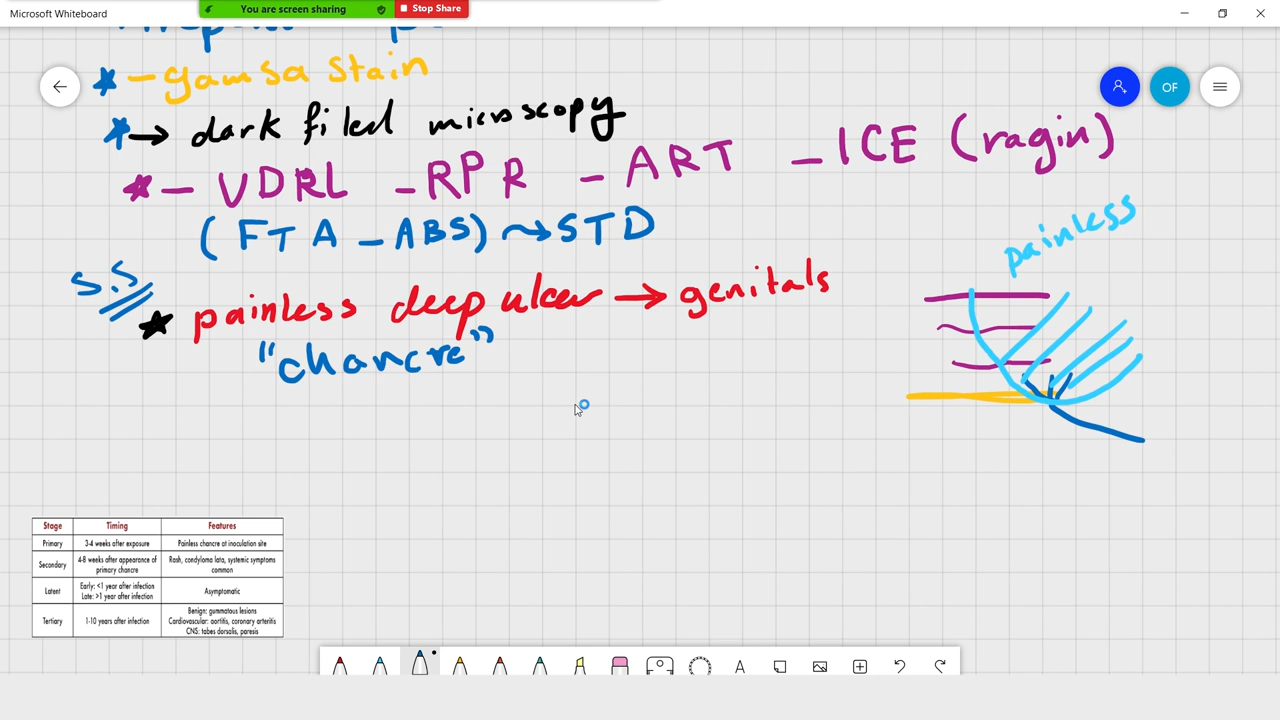 Microsoft Whiteboard
You are screen sharing
Stop Share
- gamsa stain
OF
→ dark filed microscopy
- VDRL - RPR - ART - ICE (ragin)
(FTA - ABS) → STD
painless
S.S
painless deep ulcer → genitals
"chancre"
Stage Timing Features
Primary 3-4 weeks after exposure Painless chancre at inoculation site
Secondary 4-8 weeks after appearance of primary chancre Rash, condyloma lata, systemic symptoms common
Latent Early: <1 year after infection Late: >1 year after infection Asymptomatic
Tertiary 1-10 years after infection Benign: gummatous lesions Cardiovascular: aortitis, coronary arteritis CNS: tabes dorsalis, paresis
A